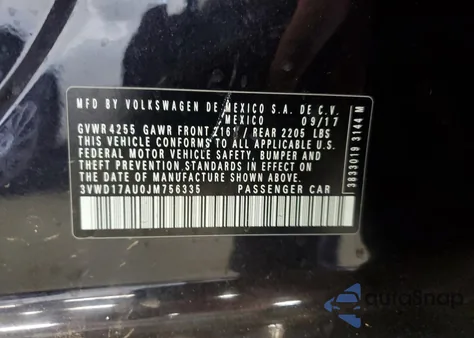 MFD BY VOLKSWAGEN DE MEXICO S.A. DE C.V.
MEXICO 09/17
GVWR 4255 GAWR FRONT 2161 / REAR 2205 LBS
THIS VEHICLE CONFORMS TO ALL APPLICABLE
FEDERAL MOTOR VEHICLE SAFETY, BUMPER AND
THEFT PREVENTION STANDARDS IN EFFECT ON
THE DATE OF MANUFACTURE SHOWN ABOVE.
3VWD17AU0JM756335 PASSENGER CAR
3833019 3144 M
autoSnap